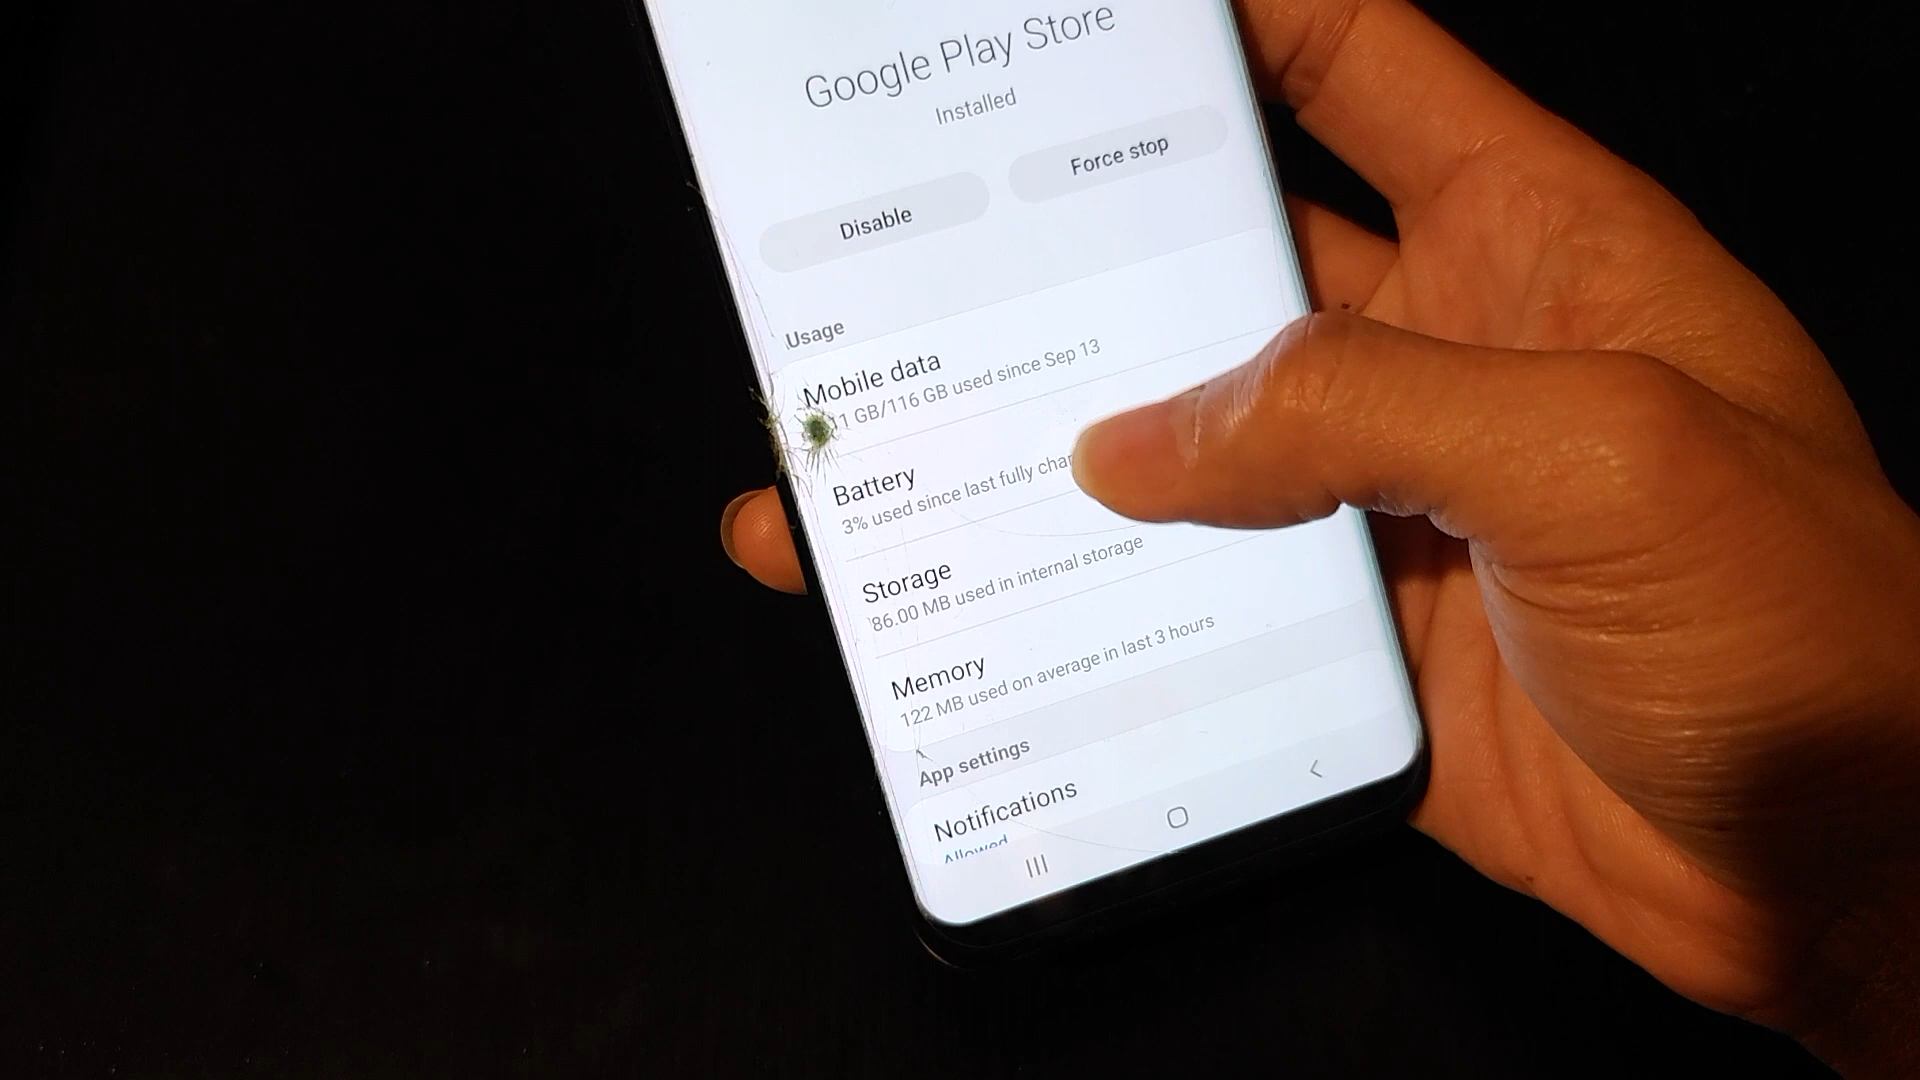 Google Play Store
Installed
Disable
Force stop
Usage
Mobile data
GB/116 GB used since Sep 13
Battery
3% used since last fully
Storage
86.00 MB used in internal storage
Memory
122 MB used on average in last 3 hours
App settings
Notifications
Allowed